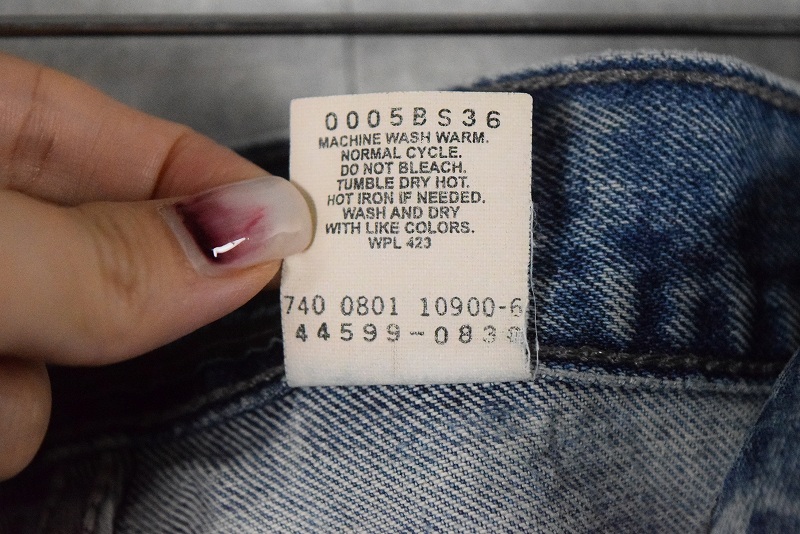 0005BS36
MACHINE WASH WARM.
NORMAL CYCLE.
DO NOT BLEACH.
TUMBLE DRY HOT.
HOT IRON IF NEEDED.
WASH AND DRY
WITH LIKE COLORS.
WPL 423
740 0801 10900-6
44599-083